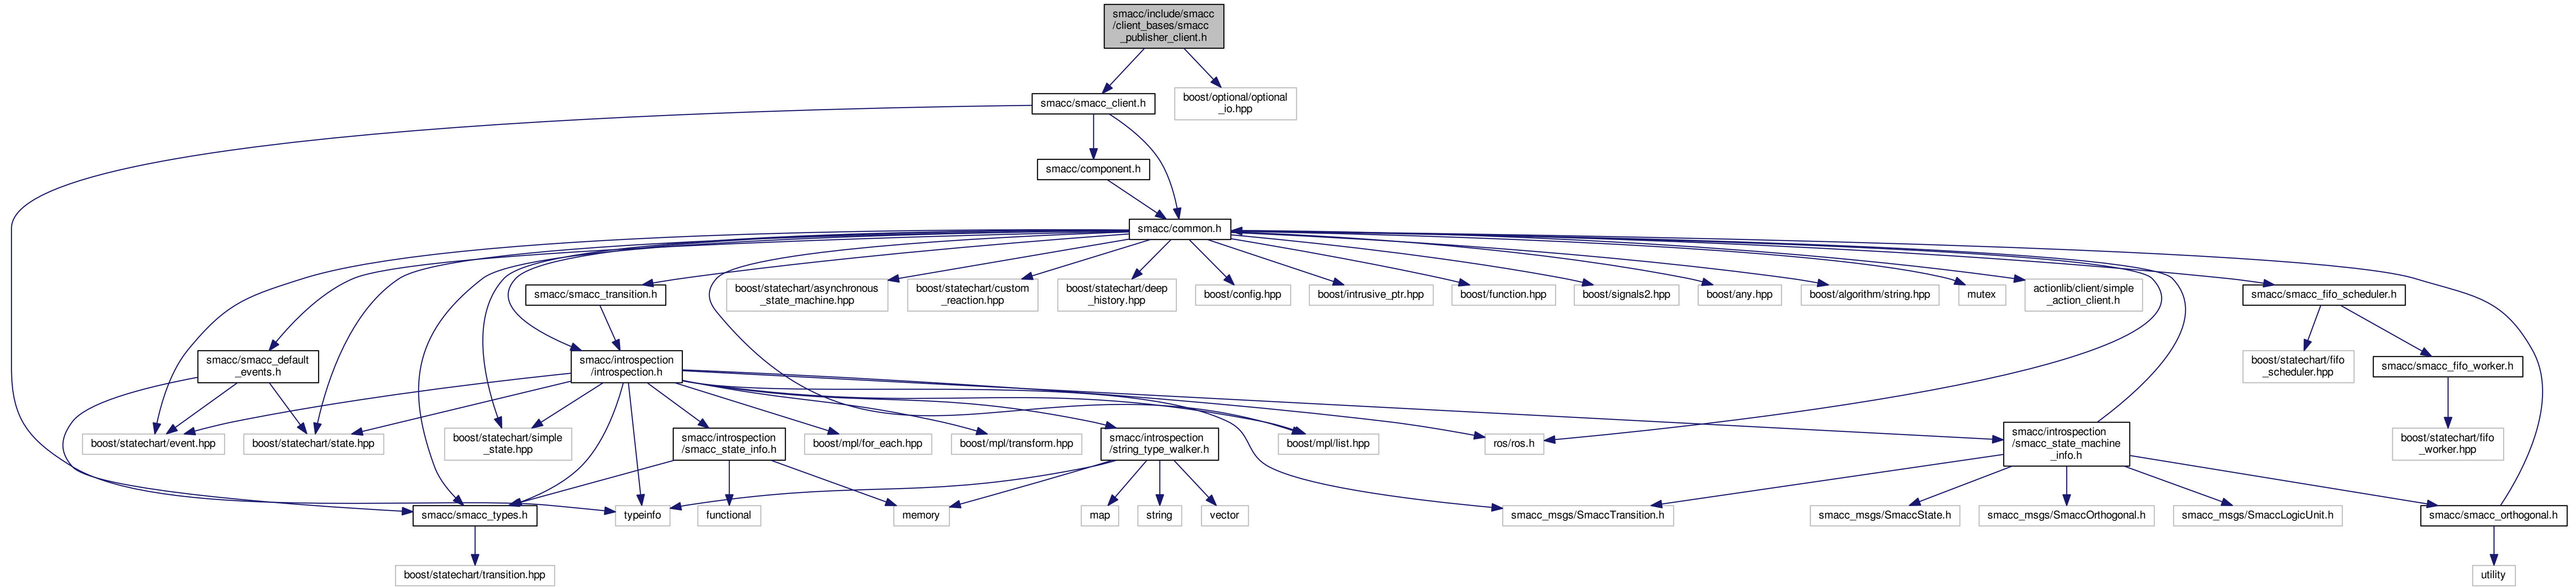 smacc/include/smacc
/client_bases/smacc
_publisher_client.h
smacc/smacc_client.h
boost/optional/optional
_io.hpp
smacc/component.h
smacc/common.h
smacc/smacc_transition.h
boost/statechart/asynchronous
_state_machine.hpp
boost/statechart/custom
_reaction.hpp
boost/statechart/deep
_history.hpp
boost/config.hpp
boost/intrusive_ptr.hpp
boost/function.hpp
boost/signals2.hpp
boost/any.hpp
boost/algorithm/string.hpp
mutex
actionlib/client/simple
_action_client.h
smacc/smacc_fifo_scheduler.h
smacc/smacc_default
_events.h
smacc/introspection
/introspection.h
boost/statechart/fifo
_scheduler.hpp
smacc/smacc_fifo_worker.h
boost/statechart/event.hpp
boost/statechart/state.hpp
boost/statechart/simple
_state.hpp
smacc/introspection
/smacc_state_info.h
boost/mpl/for_each.hpp
boost/mpl/transform.hpp
smacc/introspection
/string_type_walker.h
boost/mpl/list.hpp
ros/ros.h
smacc/introspection
/smacc_state_machine
_info.h
boost/statechart/fifo
_worker.hpp
smacc/smacc_types.h
typeinfo
functional
memory
map
string
vector
smacc_msgs/SmaccTransition.h
smacc_msgs/SmaccState.h
smacc_msgs/SmaccOrthogonal.h
smacc_msgs/SmaccLogicUnit.h
smacc/smacc_orthogonal.h
boost/statechart/transition.hpp
utility